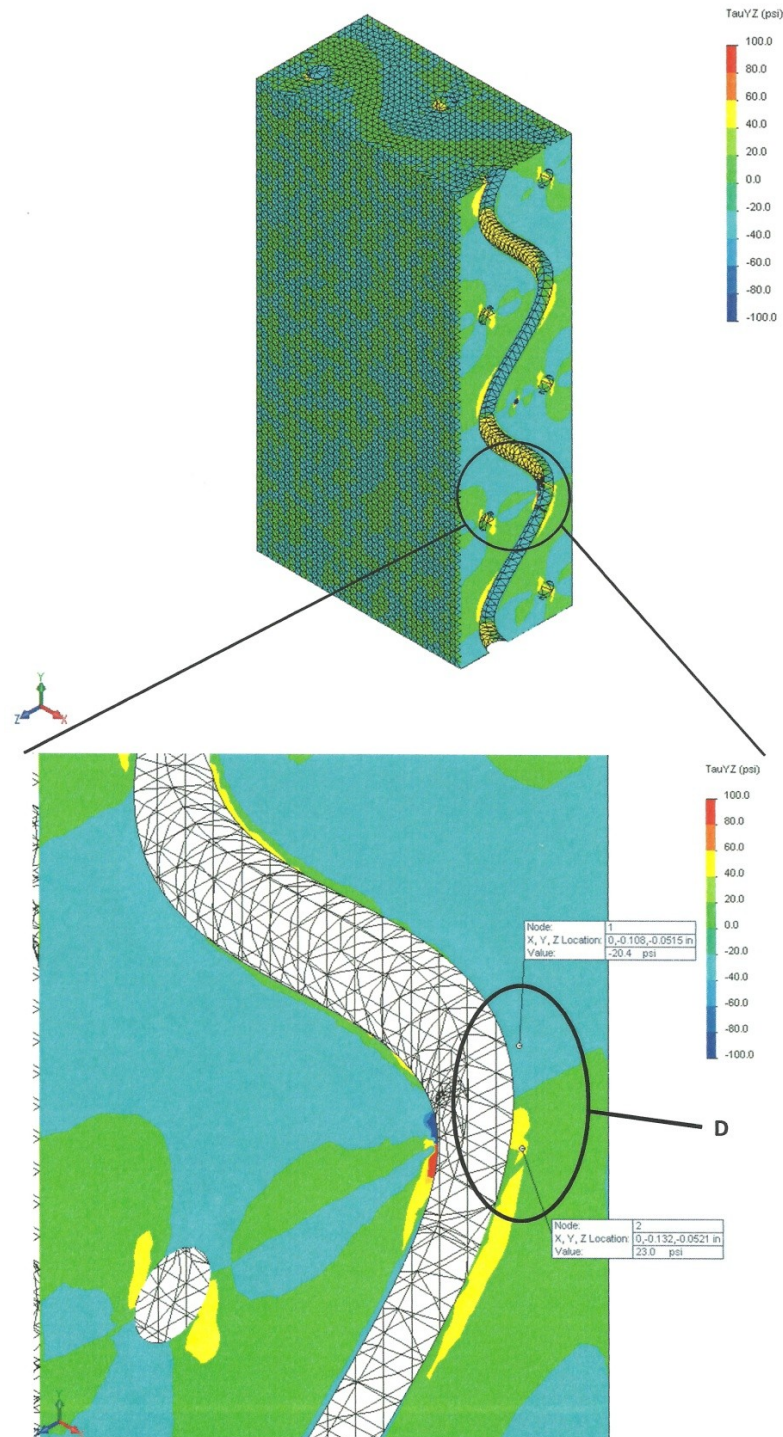 TauYZ (psi)
100.0
80.0
60.0
40.0
20.0
0.0
-20.0
-40.0
-60.0
-80.0
-100.0
Y
Z
X
TauYZ (psi)
100.0
80.0
60.0
40.0
20.0
0.0
-20.0
-40.0
-60.0
-80.0
-100.0
Node: 1
X, Y, Z Location: 0,-0.108,-0.0515 in
Value: -20.4 psi
D
Node: 2
X, Y, Z Location: 0,-0.132,-0.0521 in
Value: 23.0 psi
Y